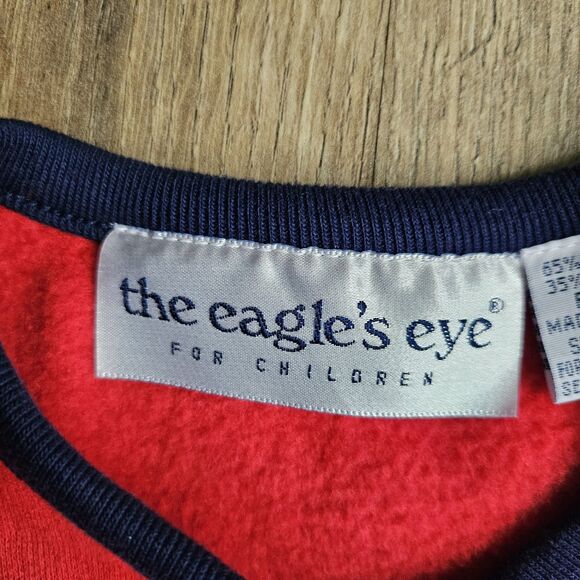 the eagle's eye®
FOR CHILDREN
65%
35%